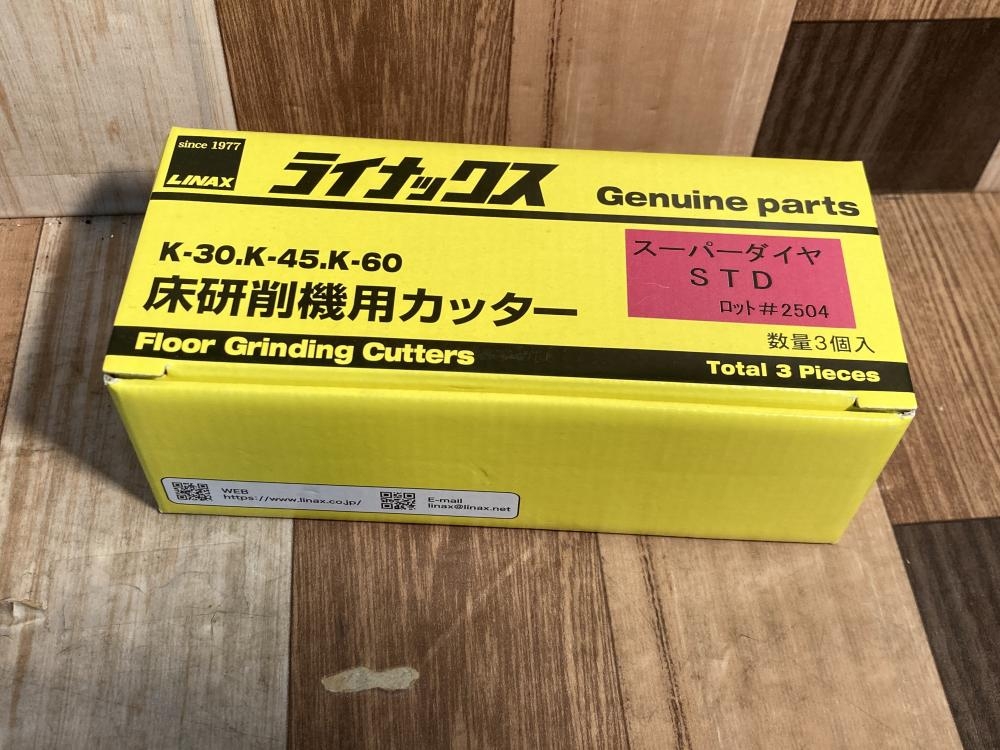 since 1977
LINAX
ライナックス
Genuine parts
K-30.K-45.K-60
床研削機用カッター
スーパーダイヤ
STD
ロット#2504
数量3個入
Floor Grinding Cutters
Total 3 Pieces
WEB
https://www.linax.co.jp/
E-mail
linax@linax.net